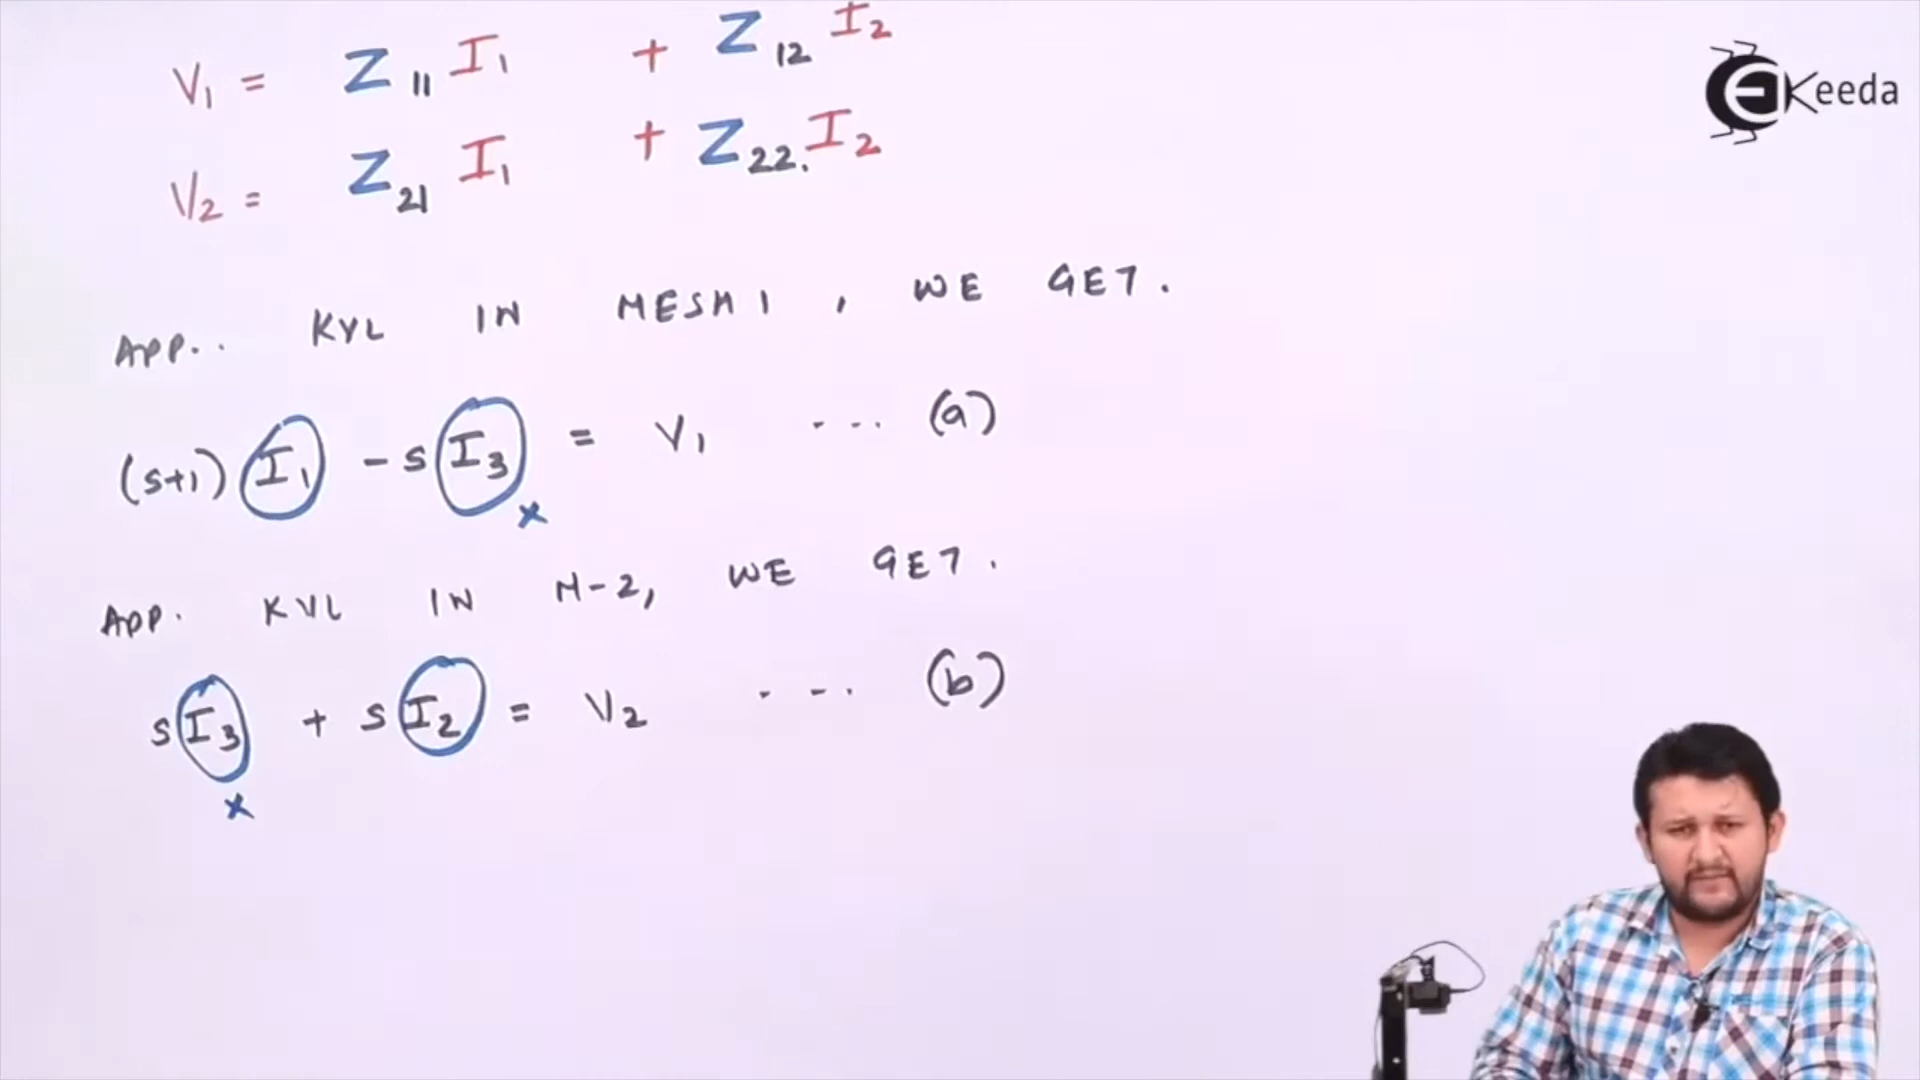 V1 = Z11 I1 + Z12 I2
V2 = Z21 I1 + Z22. I2
EKeeda
APP.. KVL IN MESH 1 , WE GET.
(s+1) I1 - s I3 = V1 ... (a)
x
APP. KVL IN M-2, WE GET.
s I3 + s I2 = V2 ... (b)
x